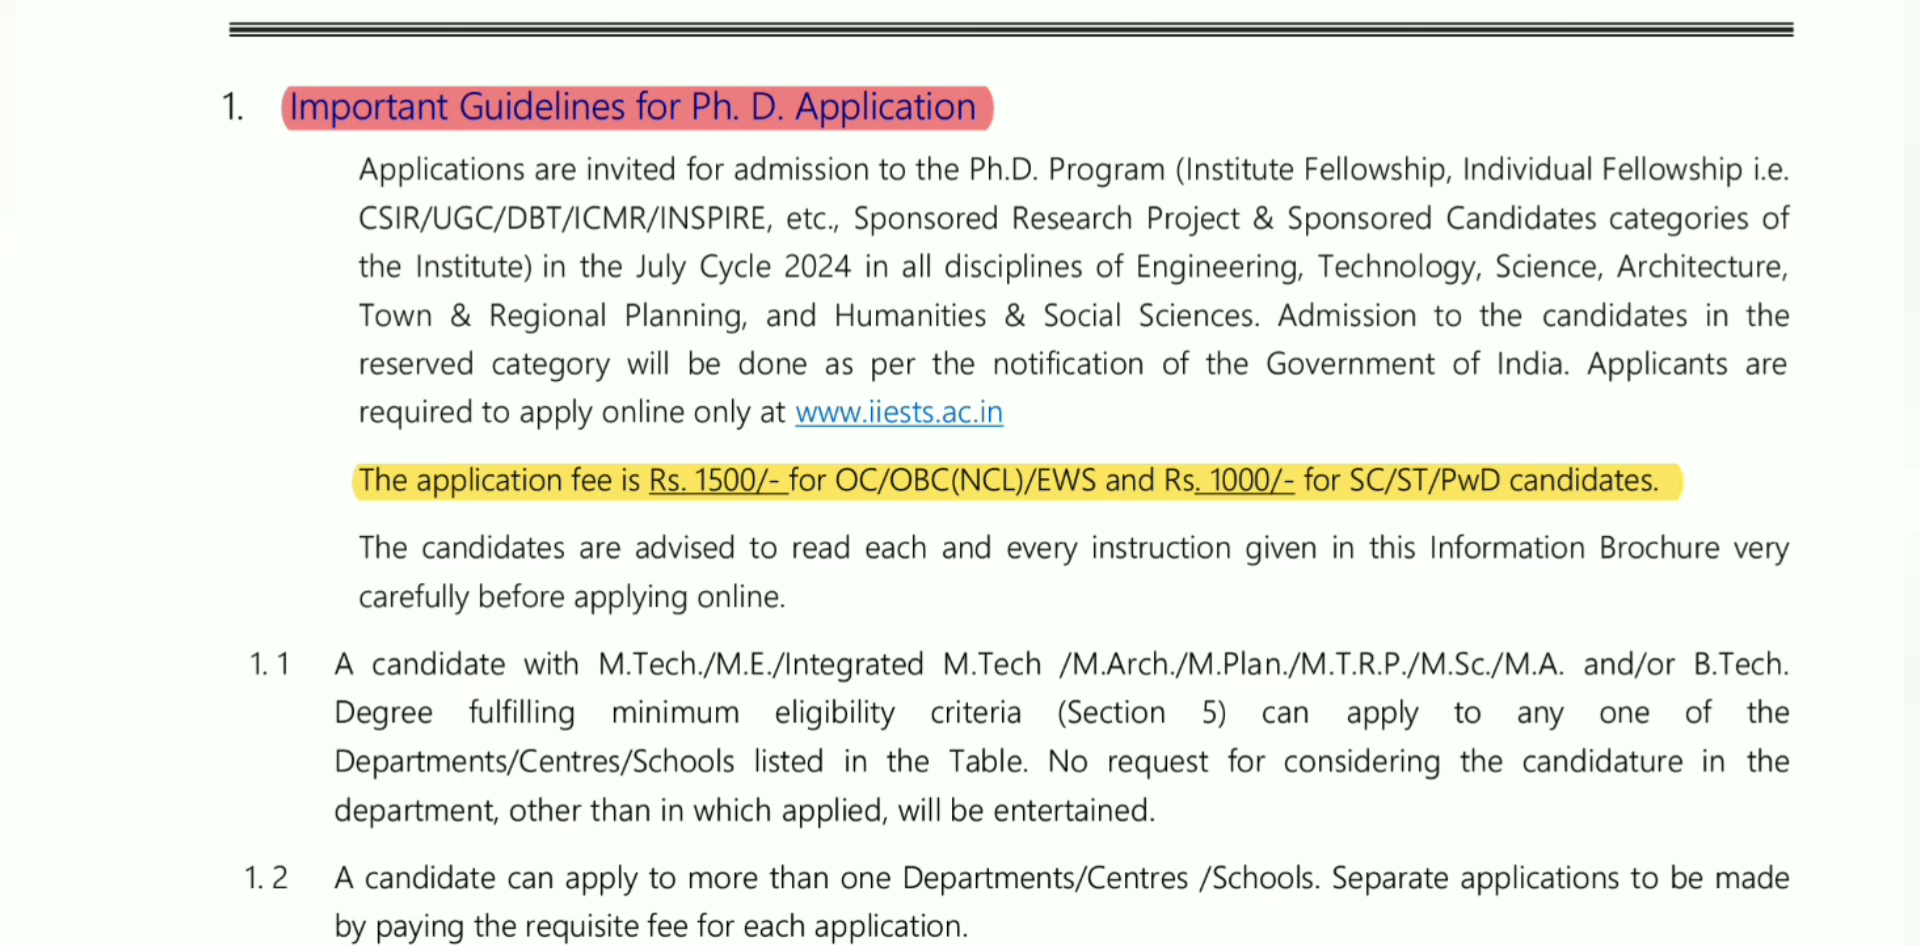 1. Important Guidelines for Ph. D. Application
Applications are invited for admission to the Ph.D. Program (Institute Fellowship, Individual Fellowship i.e.
CSIR/UGC/DBT/ICMR/INSPIRE, etc., Sponsored Research Project & Sponsored Candidates categories of
the Institute) in the July Cycle 2024 in all disciplines of Engineering, Technology, Science, Architecture,
Town & Regional Planning, and Humanities & Social Sciences. Admission to the candidates in the
reserved category will be done as per the notification of the Government of India. Applicants are
required to apply online only at www.iiests.ac.in
The application fee is Rs. 1500/- for OC/OBC(NCL)/EWS and Rs. 1000/- for SC/ST/PwD candidates.
The candidates are advised to read each and every instruction given in this Information Brochure very
carefully before applying online.
1. 1 A candidate with M.Tech./M.E./Integrated M.Tech /M.Arch./M.Plan./M.T.R.P./M.Sc./M.A. and/or B.Tech.
Degree fulfilling minimum eligibility criteria (Section 5) can apply to any one of the
Departments/Centres/Schools listed in the Table. No request for considering the candidature in the
department, other than in which applied, will be entertained.
1. 2 A candidate can apply to more than one Departments/Centres /Schools. Separate applications to be made
by paying the requisite fee for each application.